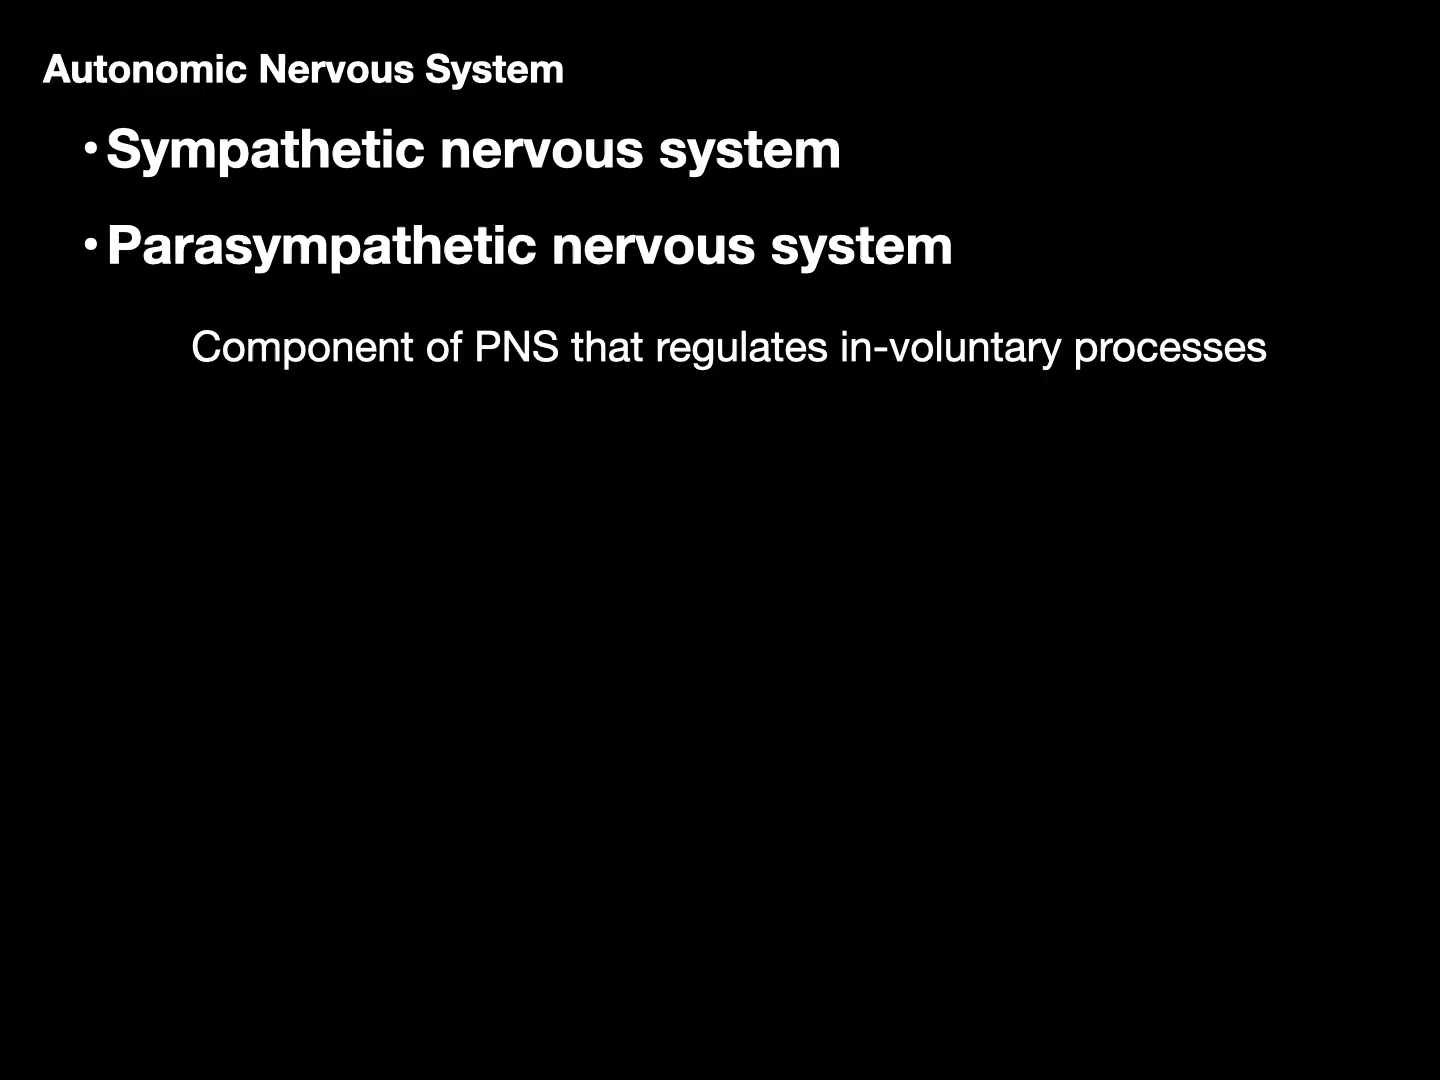 Autonomic Nervous System
• Sympathetic nervous system
• Parasympathetic nervous system
Component of PNS that regulates in-voluntary processes